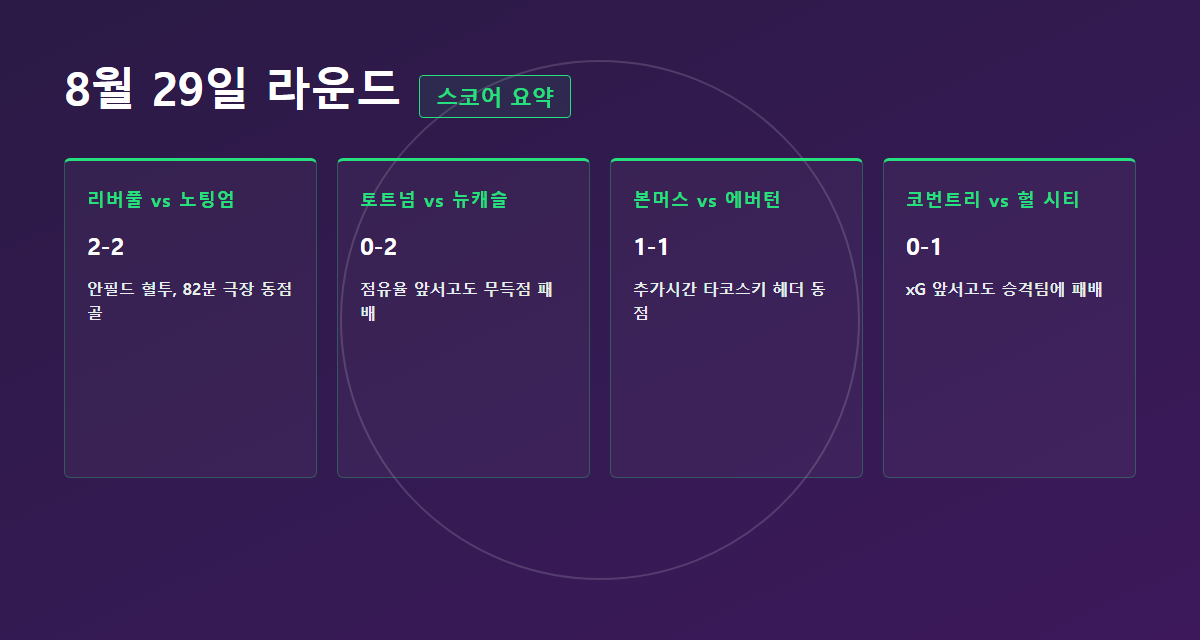 8월 29일 라운드 스코어 요약
리버풀 vs 노팅엄
2-2
안필드 혈투, 82분 극장 동점
골
토트넘 vs 뉴캐슬
0-2
점유율 앞서고도 무득점 패
배
본머스 vs 에버턴
1-1
추가시간 타코스키 헤더 동
점
코번트리 vs 헐 시티
0-1
xG 앞서고도 승격팀에 패배